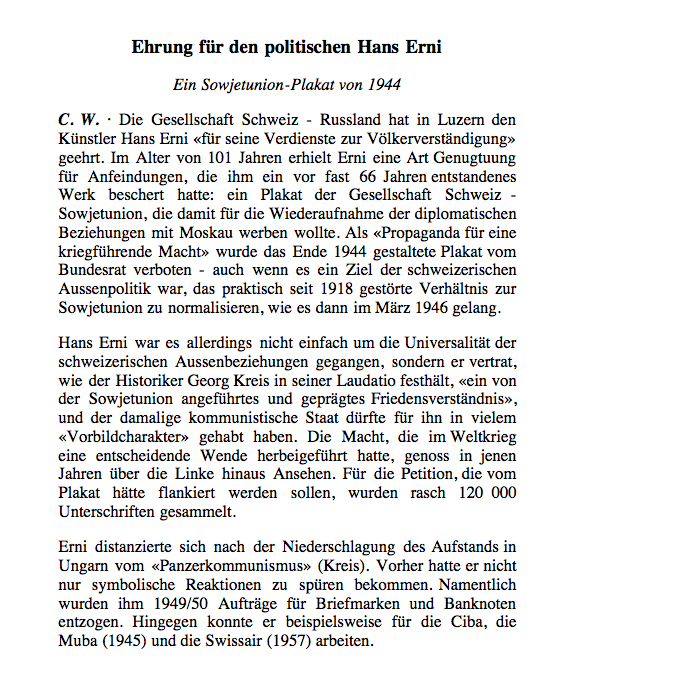 Ehrung für den politischen Hans Erni
Ein Sowjetunion-Plakat von 1944
C. W. · Die Gesellschaft Schweiz - Russland hat in Luzern den
Künstler Hans Erni «für seine Verdienste zur Völkerverständigung»
geehrt. Im Alter von 101 Jahren erhielt Erni eine Art Genugtuung
für Anfeindungen, die ihm ein vor fast 66 Jahren entstandenes
Werk beschert hatte: ein Plakat der Gesellschaft Schweiz -
Sowjetunion, die damit für die Wiederaufnahme der diplomatischen
Beziehungen mit Moskau werben wollte. Als «Propaganda für eine
kriegführende Macht» wurde das Ende 1944 gestaltete Plakat vom
Bundesrat verboten - auch wenn es ein Ziel der schweizerischen
Aussenpolitik war, das praktisch seit 1918 gestörte Verhältnis zur
Sowjetunion zu normalisieren, wie es dann im März 1946 gelang.
Hans Erni war es allerdings nicht einfach um die Universalität der
schweizerischen Aussenbeziehungen gegangen, sondern er vertrat,
wie der Historiker Georg Kreis in seiner Laudatio festhält, «ein von
der Sowjetunion angeführtes und geprägtes Friedensverständnis»,
und der damalige kommunistische Staat dürfte für ihn in vielem
«Vorbildcharakter» gehabt haben. Die Macht, die im Weltkrieg
eine entscheidende Wende herbeigeführt hatte, genoss in jenen
Jahren über die Linke hinaus Ansehen. Für die Petition, die vom
Plakat hätte flankiert werden sollen, wurden rasch 120 000
Unterschriften gesammelt.
Erni distanzierte sich nach der Niederschlagung des Aufstands in
Ungarn vom «Panzerkommunismus» (Kreis). Vorher hatte er nicht
nur symbolische Reaktionen zu spüren bekommen. Namentlich
wurden ihm 1949/50 Aufträge für Briefmarken und Banknoten
entzogen. Hingegen konnte er beispielsweise für die Ciba, die
Muba (1945) und die Swissair (1957) arbeiten.